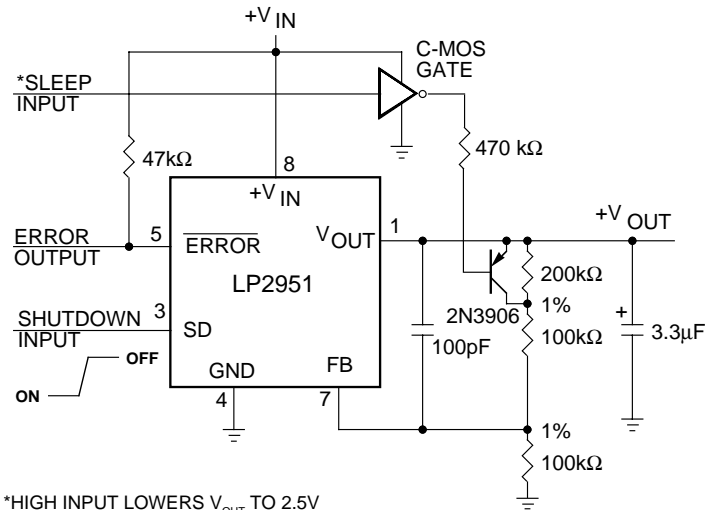 +V IN
C-MOS
GATE
*SLEEP
INPUT
470 kΩ
47kΩ
8
+V IN
1
+V OUT
ERROR
OUTPUT
5
ERROR
V OUT
LP2951
200kΩ
3
SHUTDOWN
INPUT
SD
2N3906
1%
100pF
100kΩ
+
3.3µF
OFF
ON
GND
FB
4
7
1%
100kΩ
*HIGH INPUT LOWERS V OUT TO 2.5V